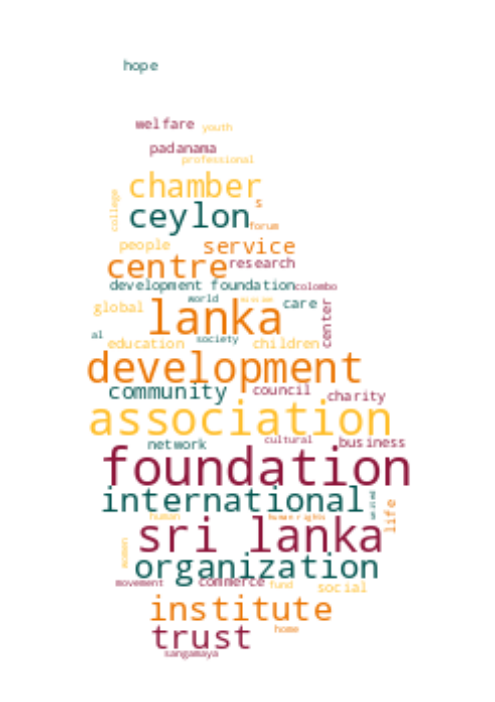 hope
welfare
youth
padanama
professional
chamber
college
s
ceylon
forum
people
service
centre
research
development foundation
colombo
world
global
lanka
care
center
al
education
society
children
development
community
council
charity
association
network
cultural
business
foundation
international
united
life
human
human rights
sri lanka
women
organization
movement
commerce
fund
social
institute
trust
home
sangamaya